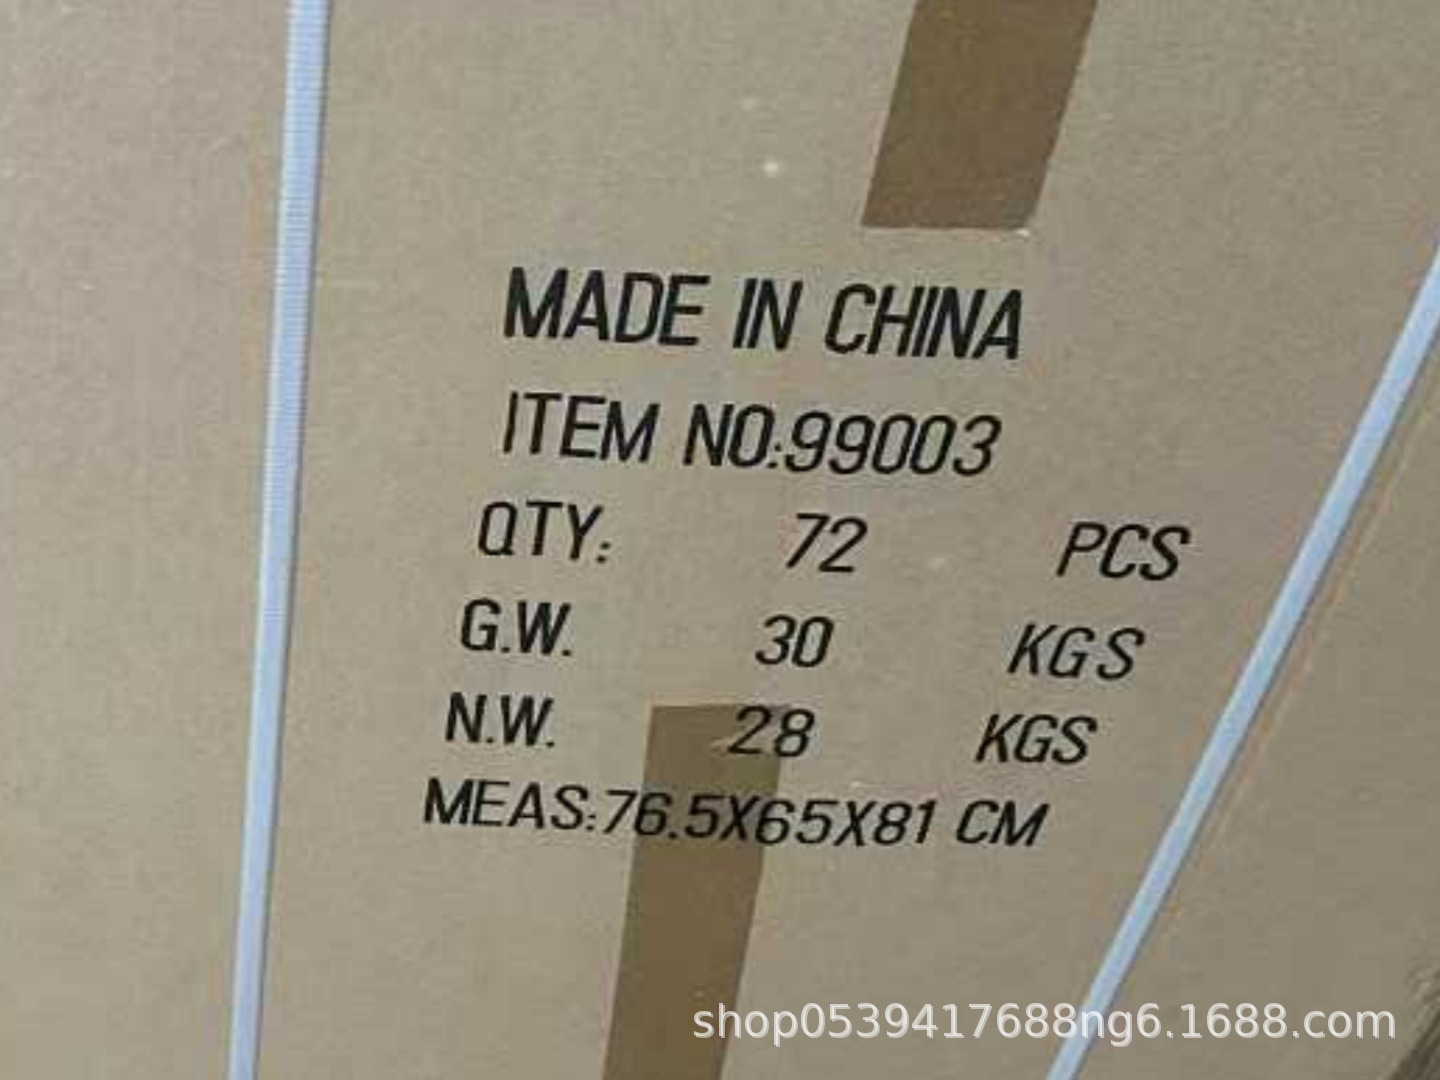 MADE IN CHINA
ITEM NO.:99003
QTY: 72 PCS
G.W. 30 KGS
N.W. 28 KGS
MEAS:76.5X65X81 CM
shop0539417688ng6.1688.com